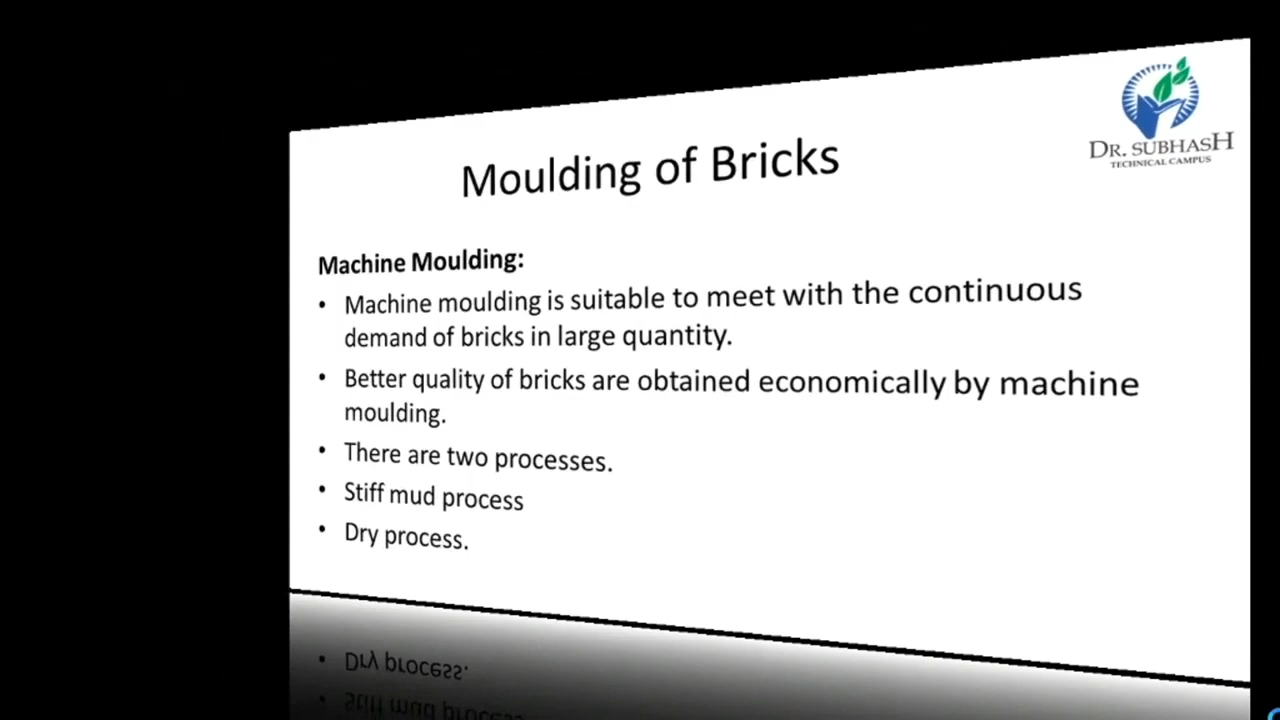 DR. SUBHASH
TECHNICAL CAMPUS
Moulding of Bricks
Machine Moulding:
• Machine moulding is suitable to meet with the continuous
demand of bricks in large quantity.
• Better quality of bricks are obtained economically by machine
moulding.
• There are two processes.
• Stiff mud process
• Dry process.